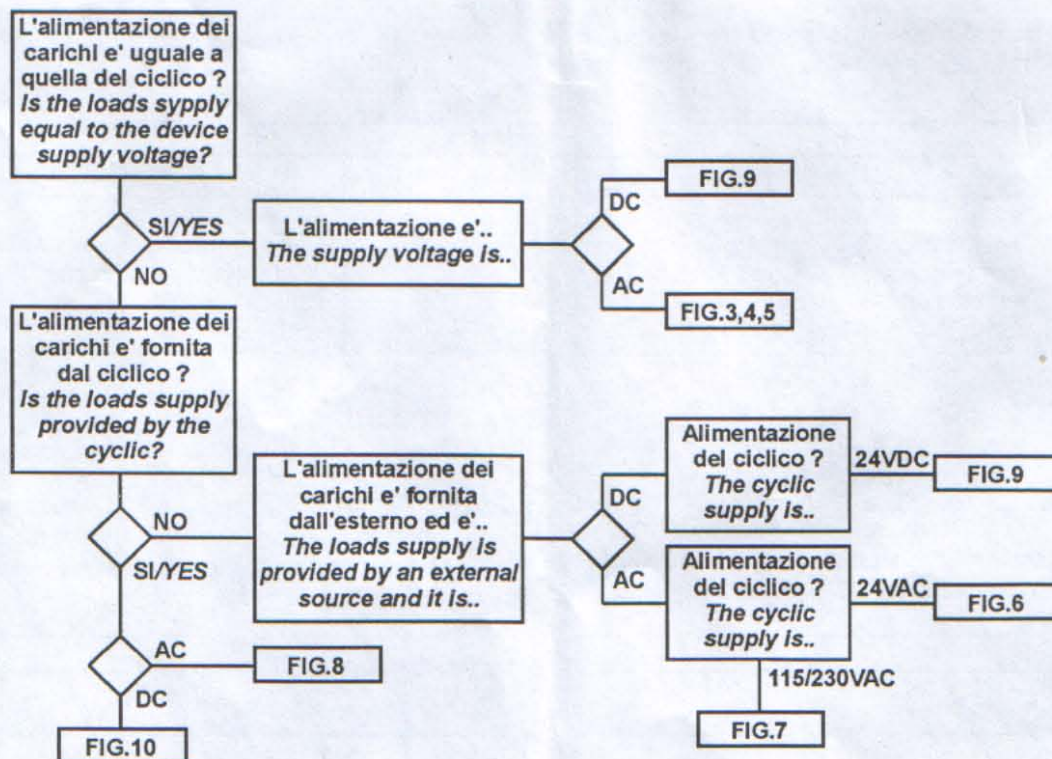 L'alimentazione dei
carichi e' uguale a
quella del ciclico ?
Is the loads sypply
equal to the device
supply voltage?
SI/YES
NO
L'alimentazione e'..
The supply voltage is..
DC
FIG.9
AC
FIG.3,4,5
L'alimentazione dei
carichi e' fornita
dal ciclico ?
Is the loads supply
provided by the
cyclic?
NO
SI/YES
L'alimentazione dei
carichi e' fornita
dall'esterno ed e'..
The loads supply is
provided by an external
source and it is..
DC
AC
Alimentazione
del ciclico ?
The cyclic
supply is..
24VDC
FIG.9
Alimentazione
del ciclico ?
The cyclic
supply is..
24VAC
FIG.6
115/230VAC
FIG.7
AC
FIG.8
DC
FIG.10